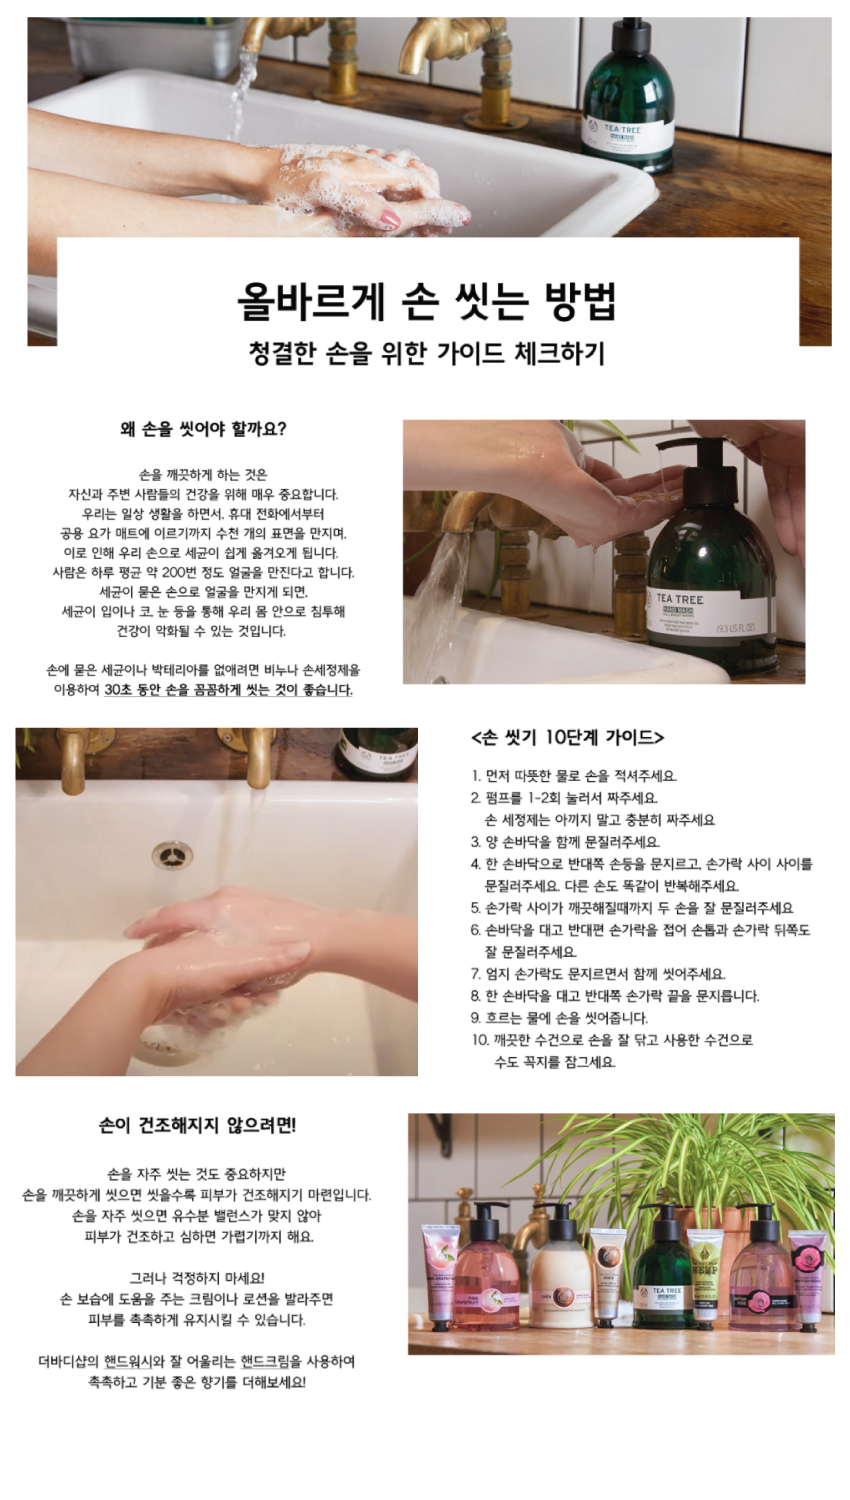 TEA TREE
HAND WASH
올바르게 손 씻는 방법
청결한 손을 위한 가이드 체크하기
왜 손을 씻어야 할까요?
손을 깨끗하게 하는 것은
자신과 주변 사람들의 건강을 위해 매우 중요합니다.
우리는 일상 생활을 하면서, 휴대 전화에서부터
공용 요가 매트에 이르기까지 수천 개의 표면을 만지며,
이로 인해 우리 손으로 세균이 쉽게 옮겨오게 됩니다.
사람은 하루 평균 약 200번 정도 얼굴을 만진다고 합니다.
세균이 묻은 손으로 얼굴을 만지게 되면,
세균이 입이나 코, 눈 등을 통해 우리 몸 안으로 침투해
건강이 악화될 수 있는 것입니다.
손에 묻은 세균이나 박테리아를 없애려면 비누나 손세정제을
이용하여 30초 동안 손을 꼼꼼하게 씻는 것이 좋습니다.
TEA TREE
HAND WASH
19.3 US FL OZ
TEA TREE
<손 씻기 10단계 가이드>
1. 먼저 따뜻한 물로 손을 적셔주세요.
2. 펌프를 1-2회 눌러서 짜주세요.
손 세정제는 아끼지 말고 충분히 짜주세요
3. 양 손바닥을 함께 문질러주세요.
4. 한 손바닥으로 반대쪽 손등을 문지르고, 손가락 사이 사이를
문질러주세요. 다른 손도 똑같이 반복해주세요.
5. 손가락 사이가 깨끗해질때까지 두 손을 잘 문질러주세요
6. 손바닥을 대고 반대편 손가락을 접어 손톱과 손가락 뒤쪽도
잘 문질러주세요.
7. 엄지 손가락도 문지르면서 함께 씻어주세요.
8. 한 손바닥을 대고 반대쪽 손가락 끝을 문지릅니다.
9. 흐르는 물에 손을 씻어줍니다.
10. 깨끗한 수건으로 손을 잘 닦고 사용한 수건으로
수도 꼭지를 잠그세요.
손이 건조해지지 않으려면!
손을 자주 씻는 것도 중요하지만
손을 깨끗하게 씻으면 씻을수록 피부가 건조해지기 마련입니다.
손을 자주 씻으면 유수분 밸런스가 맞지 않아
피부가 건조하고 심하면 가렵기까지 해요.
그러나 걱정하지 마세요!
손 보습에 도움을 주는 크림이나 로션을 발라주면
피부를 촉촉하게 유지시킬 수 있습니다.
더바디샵의 핸드워시와 잘 어울리는 핸드크림을 사용하여
촉촉하고 기분 좋은 향기를 더해보세요!
PINK
GRAPEFRUIT
SHEA
SHEA
TEA TREE
HEMP